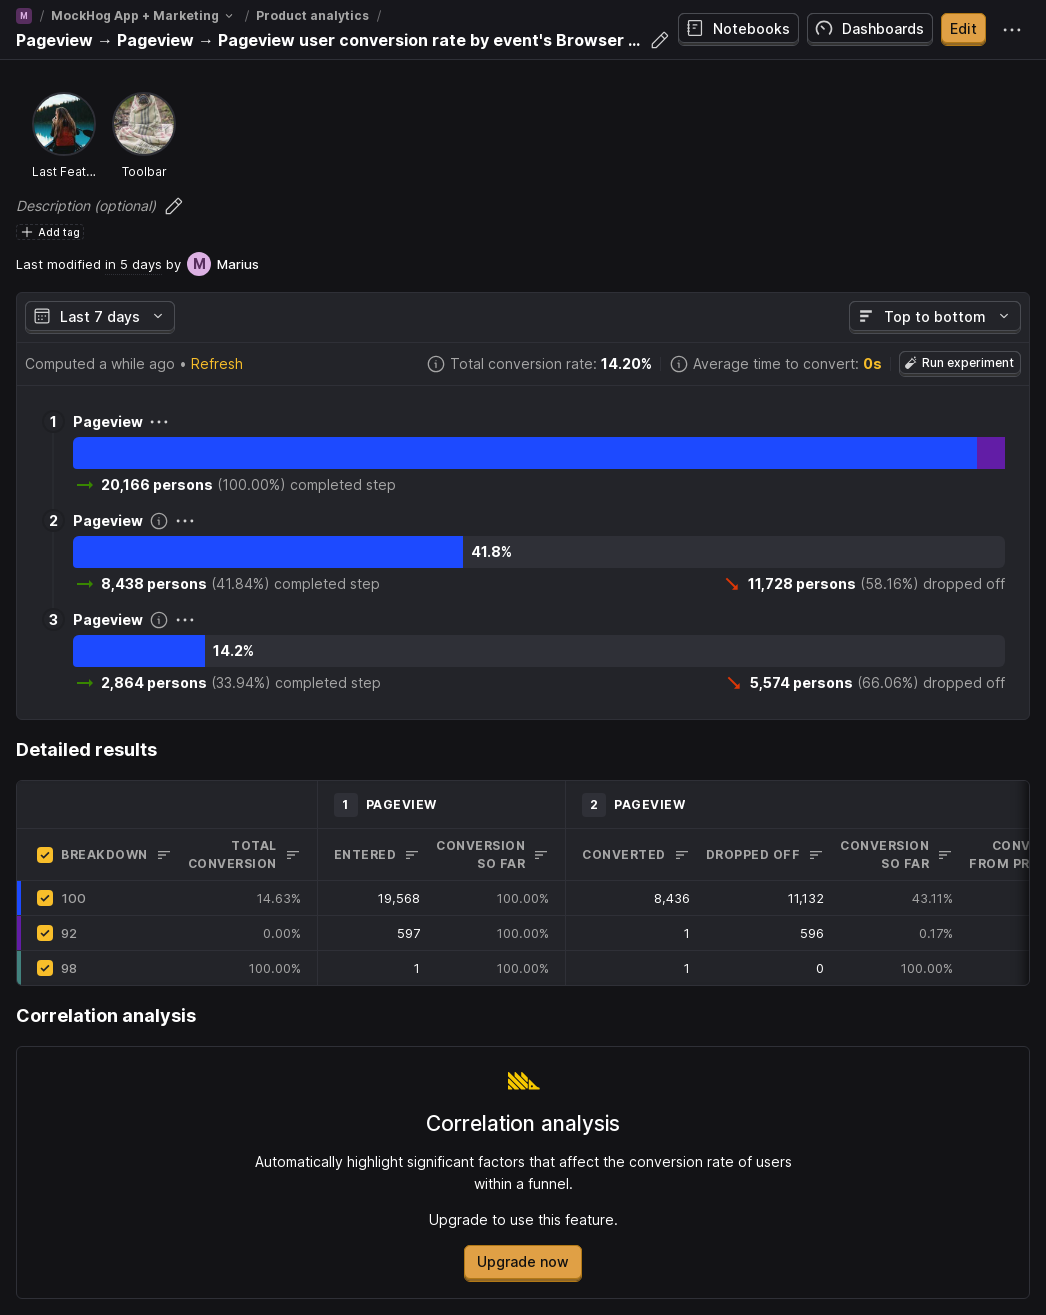 M / MockHog App + Marketing / Product analytics /
Pageview → Pageview → Pageview user conversion rate by event's Browser ...
Notebooks
Dashboards
Edit
Last Feat...
Toolbar
Description (optional)
Add tag
Last modified in 5 days by M Marius
Last 7 days
Top to bottom
Computed a while ago • Refresh
Total conversion rate: 14.20%
Average time to convert: 0s
Run experiment
1 Pageview
20,166 persons (100.00%) completed step
2 Pageview
41.8%
8,438 persons (41.84%) completed step
11,728 persons (58.16%) dropped off
3 Pageview
14.2%
2,864 persons (33.94%) completed step
5,574 persons (66.06%) dropped off
Detailed results
1 PAGEVIEW
2 PAGEVIEW
BREAKDOWN
TOTAL
CONVERSION
ENTERED
CONVERSION
SO FAR
CONVERTED
DROPPED OFF
CONVERSION
SO FAR
CONV
FROM PR
100 14.63% 19,568 100.00% 8,436 11,132 43.11%
92 0.00% 597 100.00% 1 596 0.17%
98 100.00% 1 100.00% 1 0 100.00%
Correlation analysis
Correlation analysis
Automatically highlight significant factors that affect the conversion rate of users
within a funnel.
Upgrade to use this feature.
Upgrade now